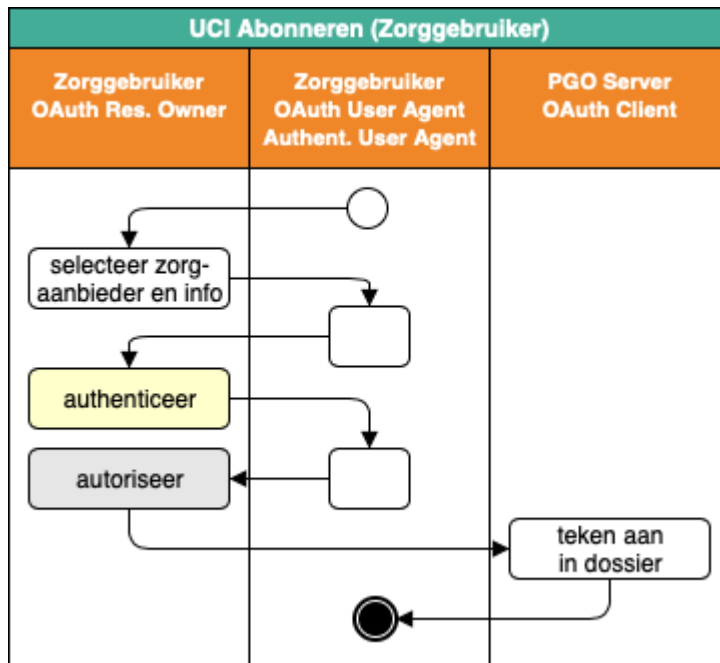 UCI Abonneren (Zorggebruiker)
Zorggebruiker
OAuth Res. Owner
Zorggebruiker
OAuth User Agent
Authent. User Agent
PGO Server
OAuth Client
selecteer zorg-
aanbieder en info
authenticeer
autoriseer
teken aan
in dossier